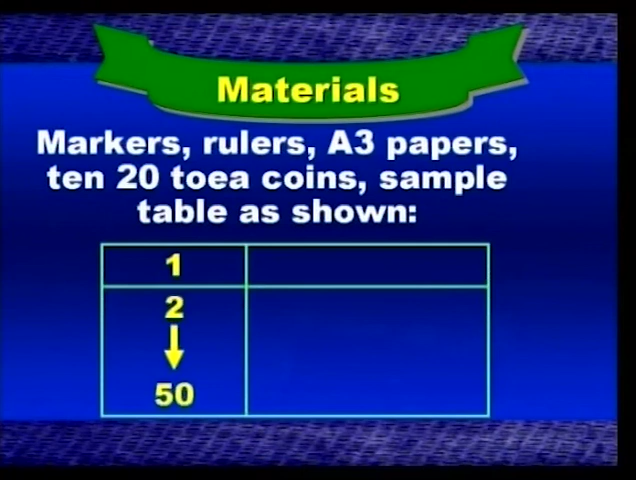 Materials
Markers, rulers, A3 papers,
ten 20 toea coins, sample
table as shown:
1
2
50